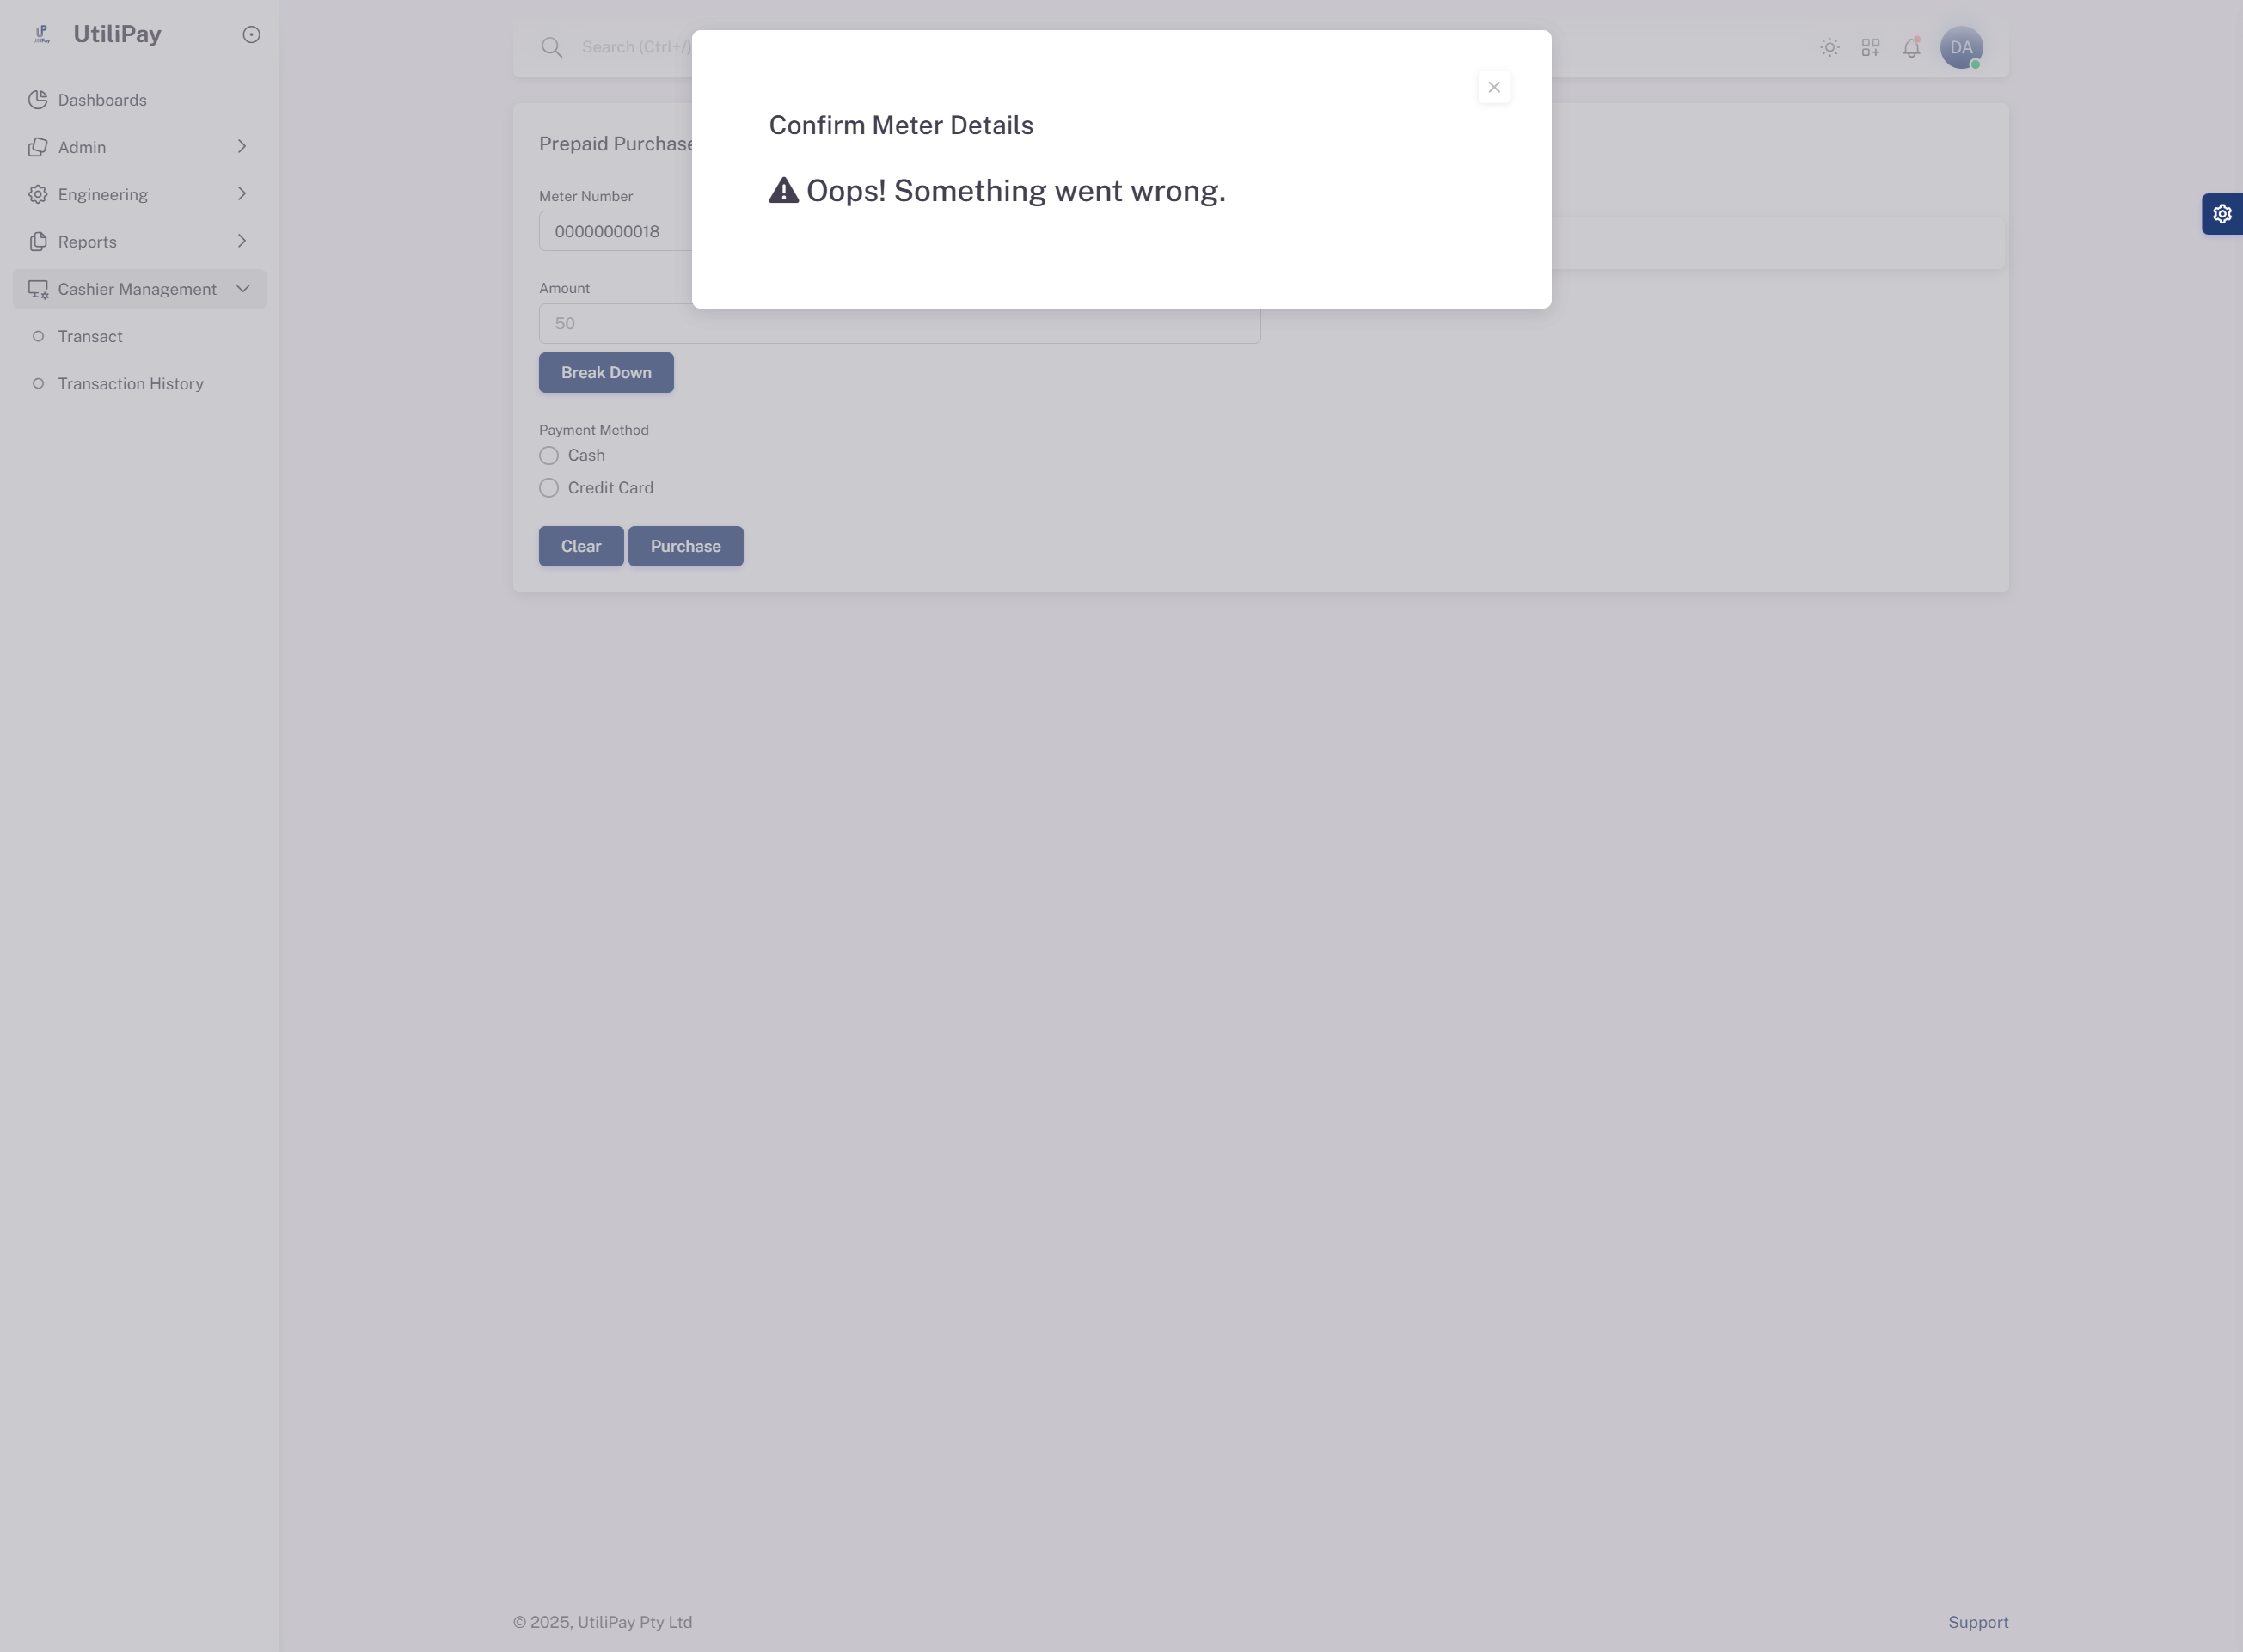 UtiliPay
Dashboards
Admin
Engineering
Reports
Cashier Management
Transact
Transaction History
Search (Ctrl+/)
DA
Confirm Meter Details
Oops! Something went wrong.
Prepaid Purchase
Meter Number
00000000018
Amount
50
Break Down
Payment Method
Cash
Credit Card
Clear
Purchase
© 2025, UtiliPay Pty Ltd
Support